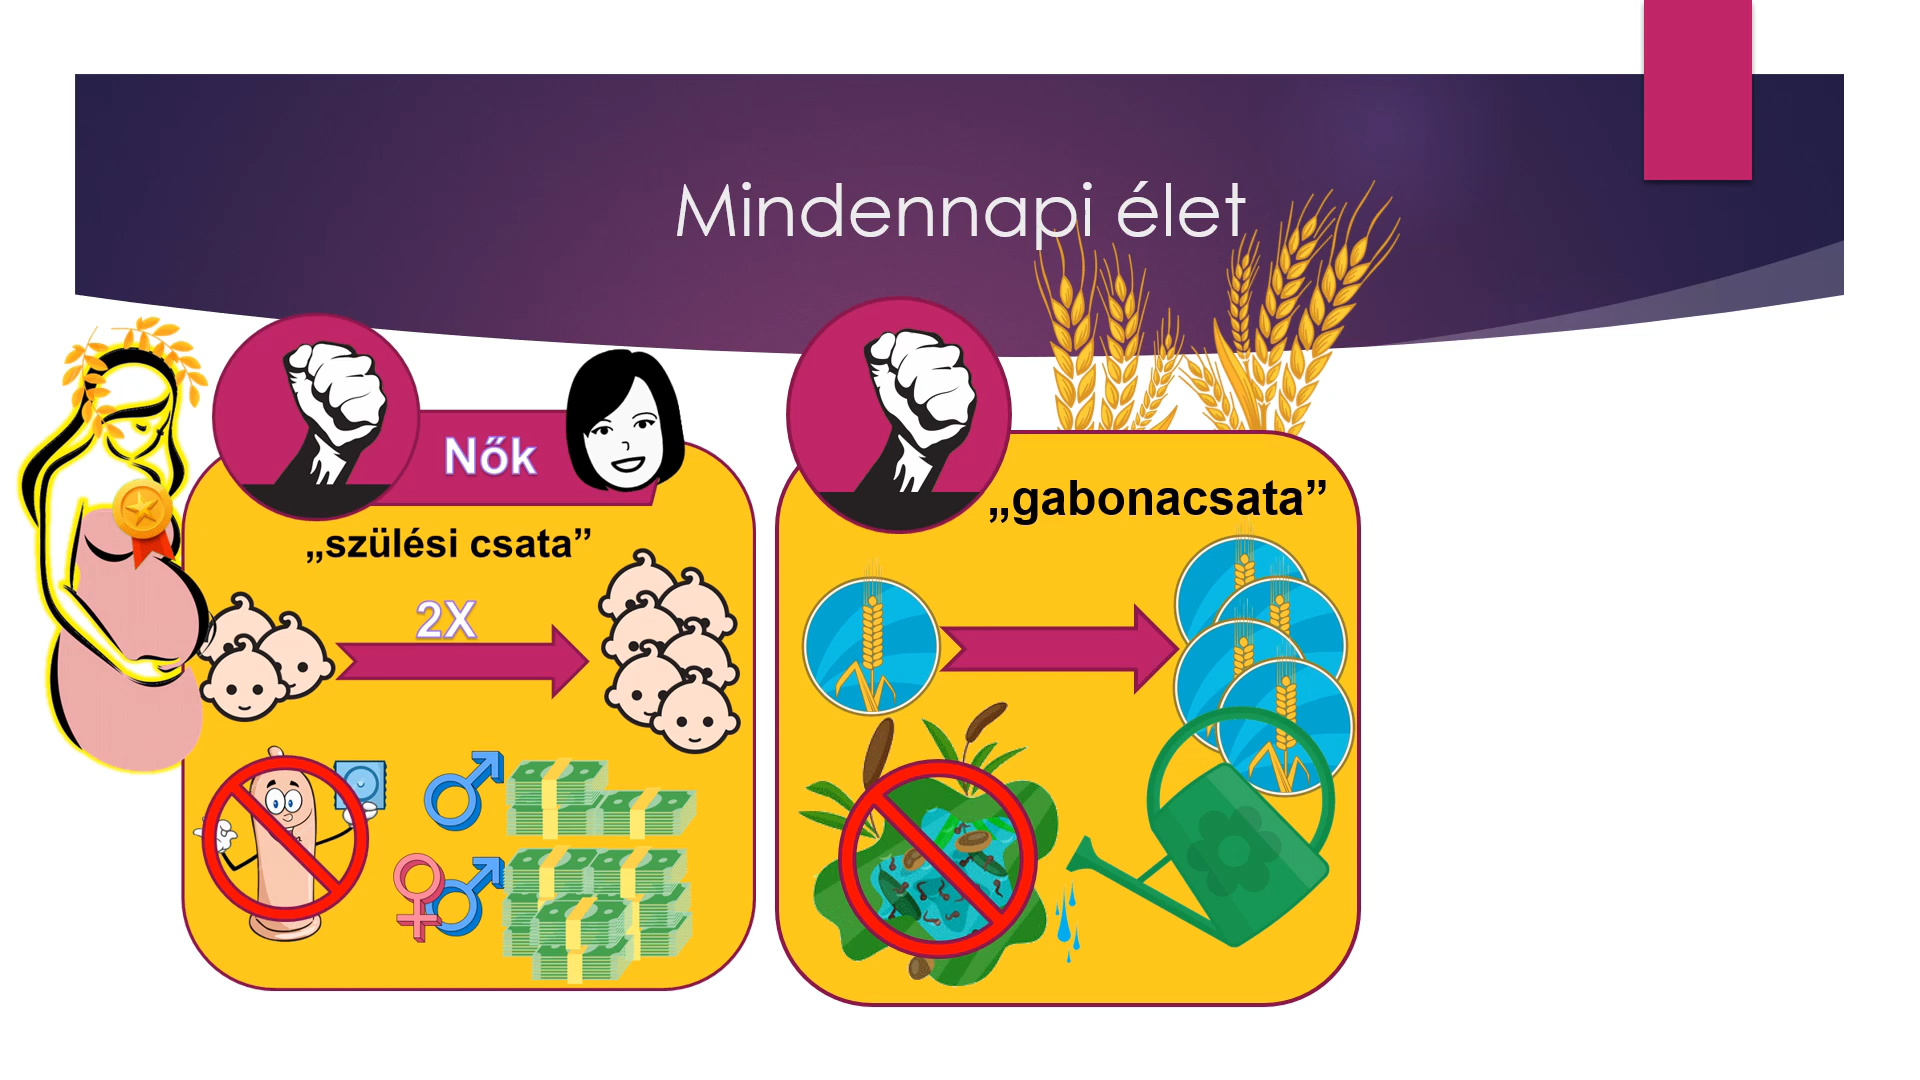 Mindennapi élet
Nők
„szülési csata”
2X
„gabonacsata”